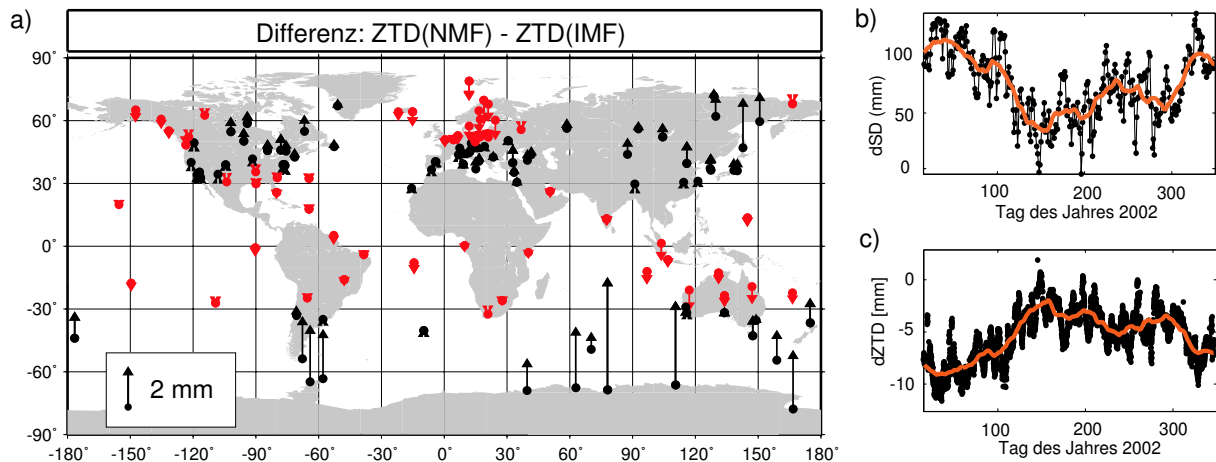 a)
Differenz: ZTD(NMF) - ZTD(IMF)
90˚
60˚
30˚
0˚
-30˚
-60˚
-90˚
2 mm
-180˚ -150˚ -120˚ -90˚ -60˚ -30˚ 0˚ 30˚ 60˚ 90˚ 120˚ 150˚ 180˚
b)
dSD (mm)
100
50
0
100 200 300
Tag des Jahres 2002
c)
dZTD [mm]
0
-5
-10
100 200 300
Tag des Jahres 2002